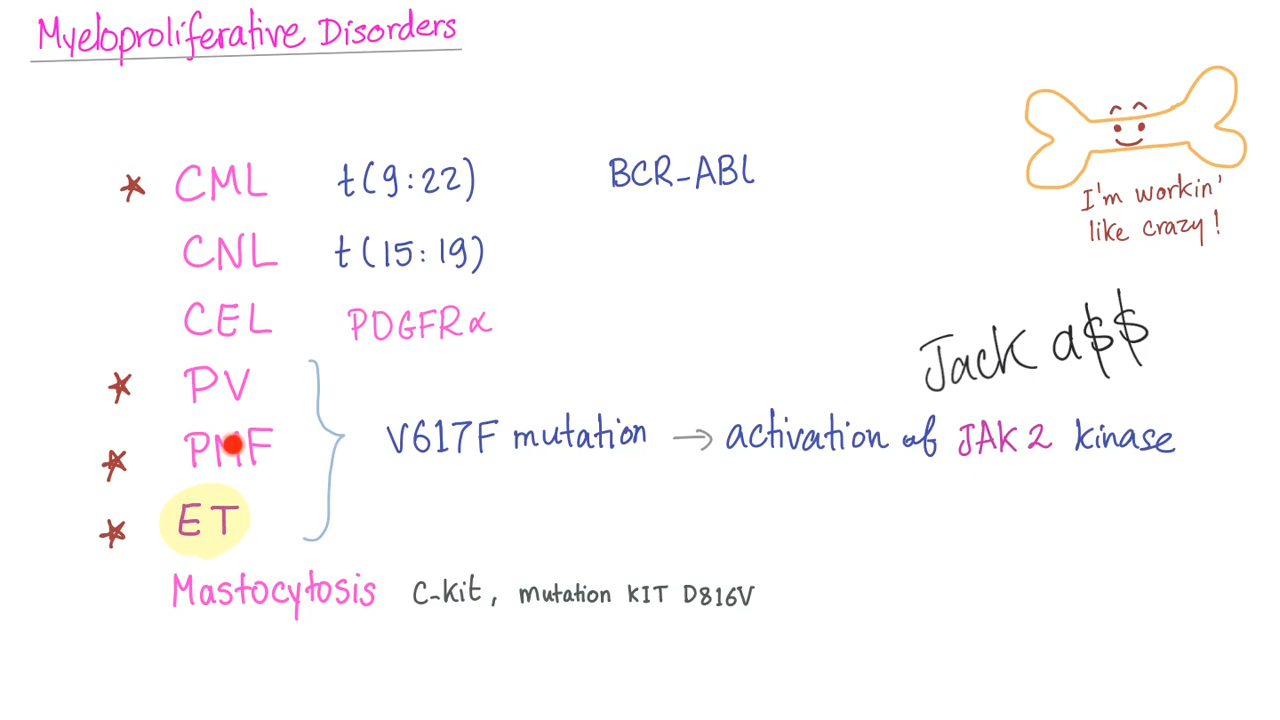 Myeloproliferative Disorders
CML t(9:22) BCR-ABL
I'm workin'
like crazy!
CNL t(15:19)
CEL PDGFRα
Jack a$$
PV
PMF
V617F mutation → activation of JAK2 kinase
ET
Mastocytosis C-kit, mutation KIT D816V